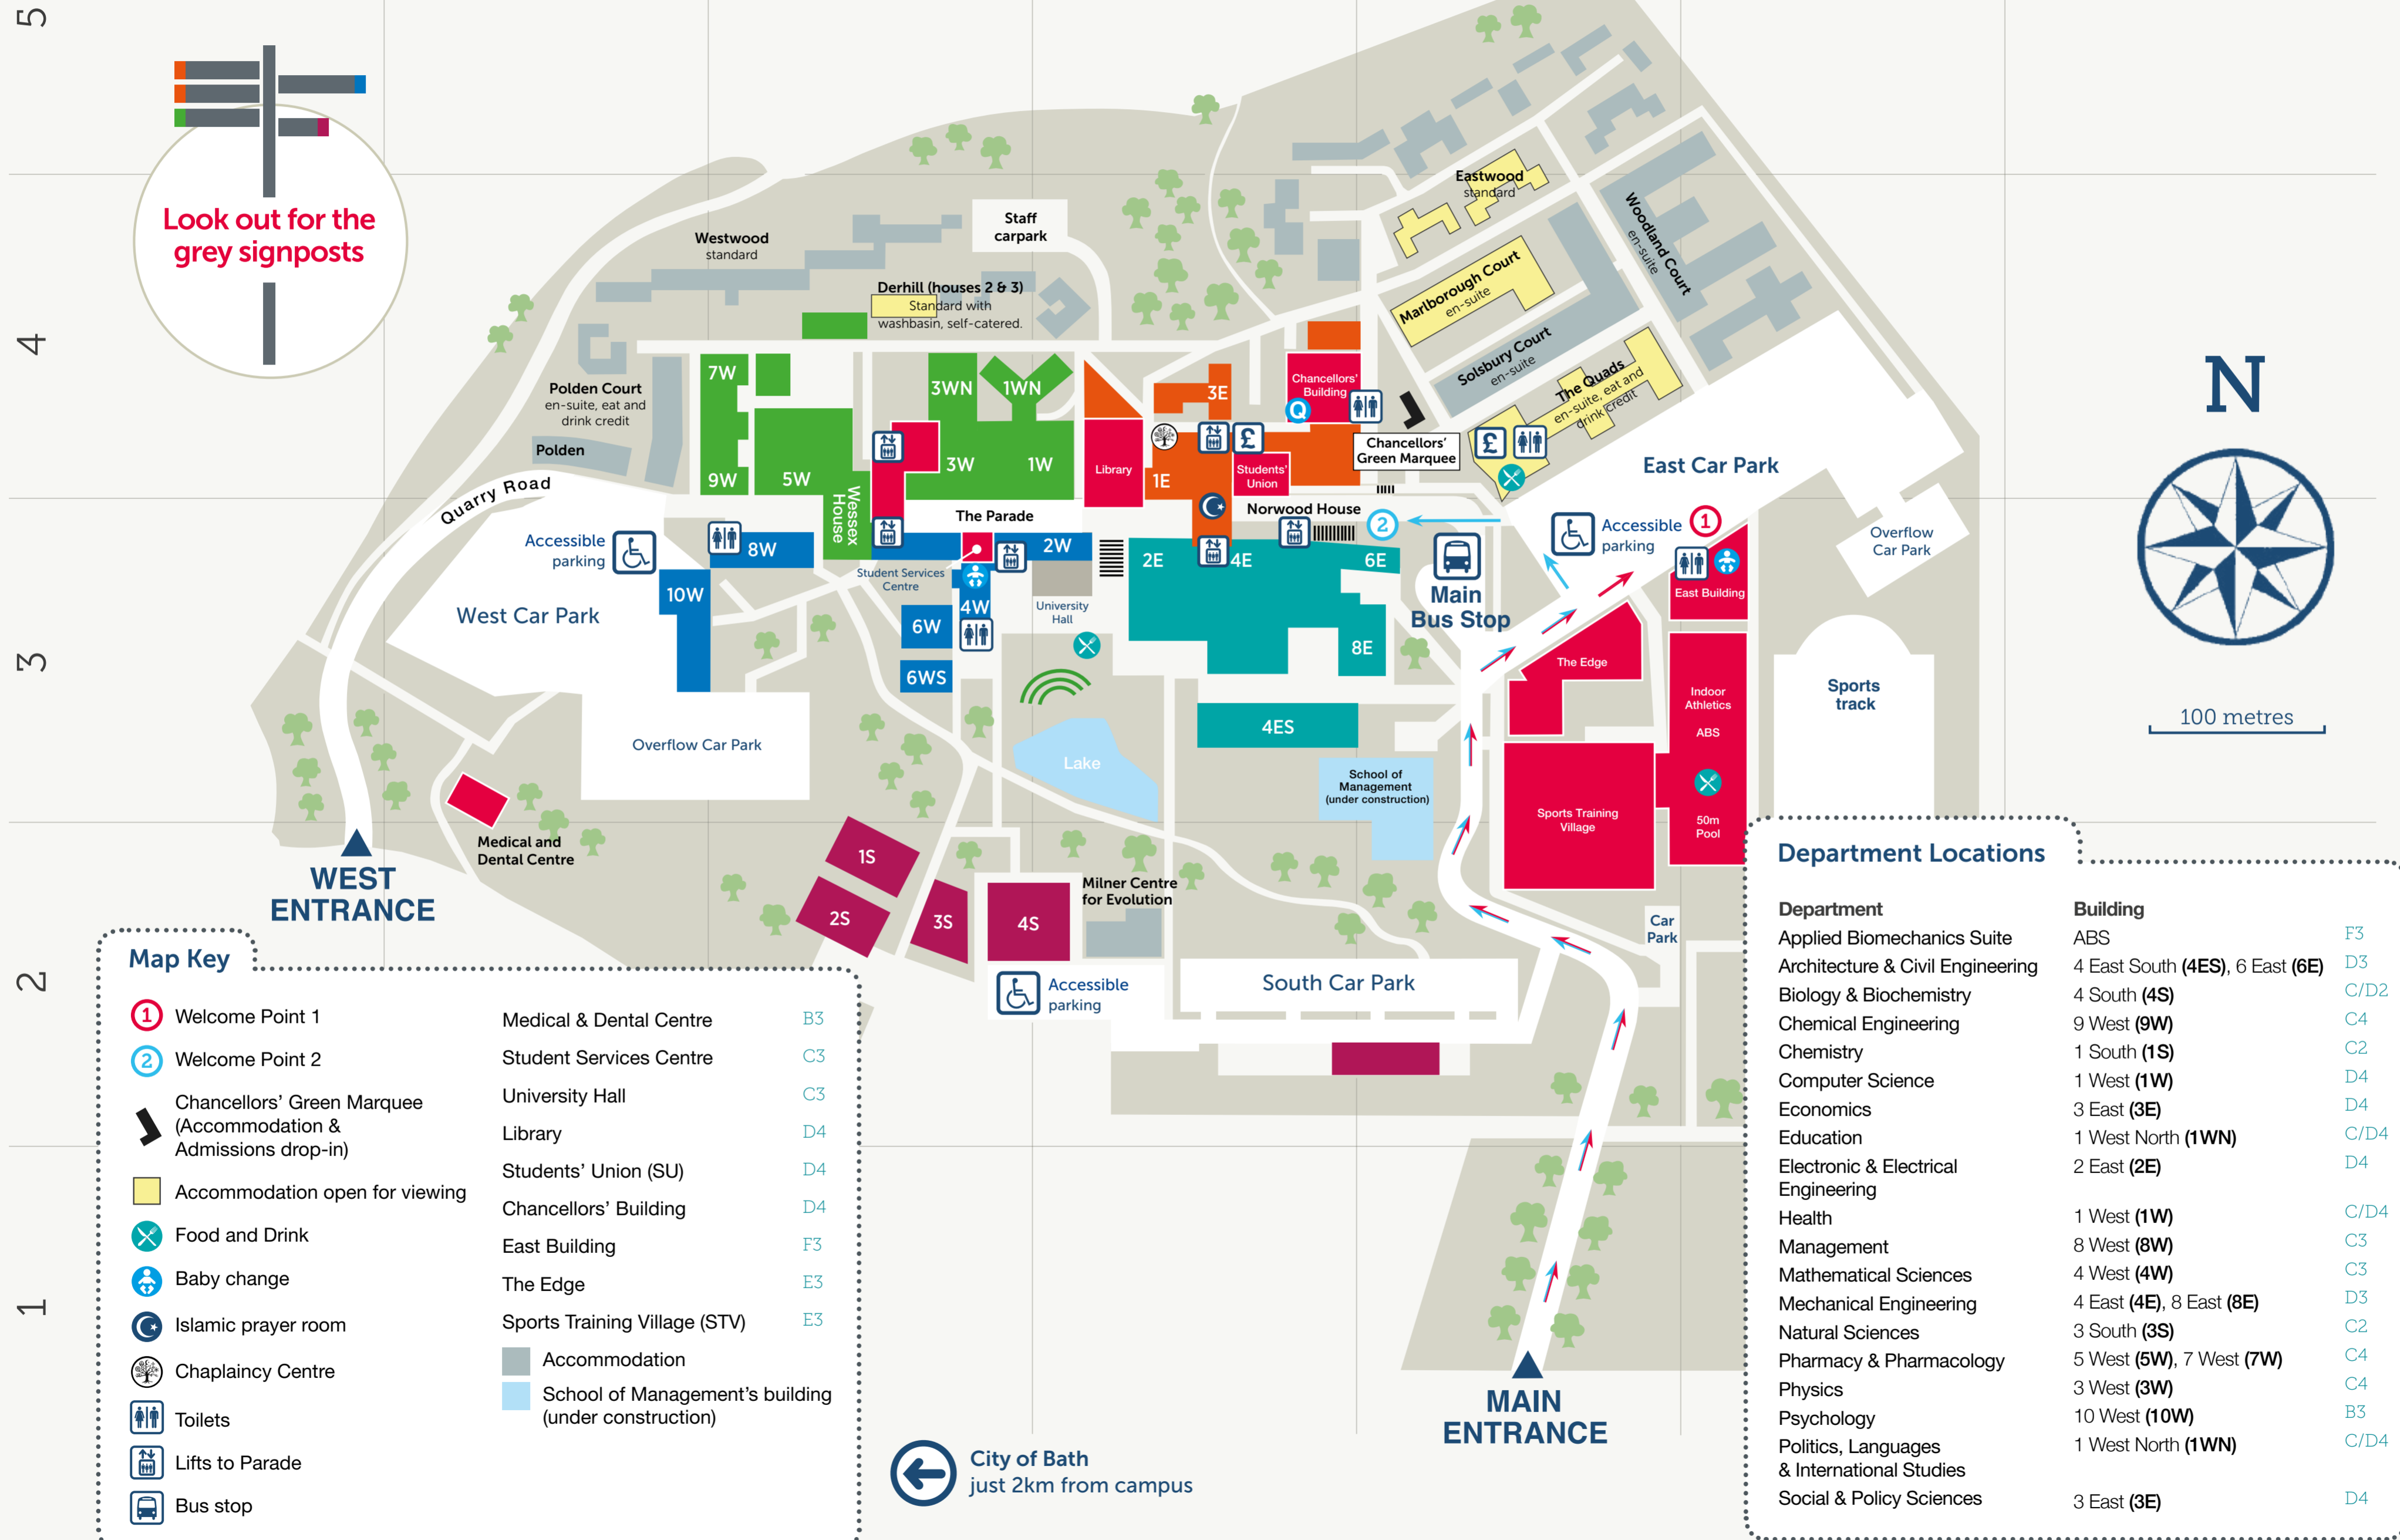 5
4
3
2
1
Look out for the
grey signposts
Westwood
standard
Staff
carpark
Derhill (houses 2 & 3)
Standard with
washbasin, self-catered.
Eastwood
standard
Woodland Court
en-suite
Marlborough Court
en-suite
Solsbury Court
en-suite
The Quads
en-suite, eat and
drink credit
Polden Court
en-suite, eat and
drink credit
Polden
Quarry Road
7W
9W
5W
Wessex
House
3WN
1WN
3W
1W
Library
3E
1E
Chancellors'
Building
Q
£
Students'
Union
Chancellors'
Green Marquee
£
East Car Park
N
The Parade
Norwood House
2
Accessible
parking
1
Overflow
Car Park
Accessible
parking
8W
2W
2E
4E
6E
Main
Bus Stop
East Building
Student Services
Centre
10W
4W
University
Hall
6W
West Car Park
8E
6WS
The Edge
Indoor
Athletics
ABS
Sports
track
100 metres
Overflow Car Park
4ES
Lake
School of
Management
(under construction)
Sports Training
Village
50m
Pool
Medical and
Dental Centre
WEST
ENTRANCE
1S
2S
3S
4S
Milner Centre
for Evolution
Car
Park
Accessible
parking
South Car Park
MAIN
ENTRANCE
City of Bath
just 2km from campus
Map Key
1 Welcome Point 1
2 Welcome Point 2
Chancellors' Green Marquee
(Accommodation &
Admissions drop-in)
Accommodation open for viewing
Food and Drink
Baby change
Islamic prayer room
Chaplaincy Centre
Toilets
Lifts to Parade
Bus stop
Medical & Dental Centre B3
Student Services Centre C3
University Hall C3
Library D4
Students' Union (SU) D4
Chancellors' Building D4
East Building F3
The Edge E3
Sports Training Village (STV) E3
Accommodation
School of Management's building
(under construction)
Department Locations
Department Building
Applied Biomechanics Suite ABS F3
Architecture & Civil Engineering 4 East South (4ES), 6 East (6E) D3
Biology & Biochemistry 4 South (4S) C/D2
Chemical Engineering 9 West (9W) C4
Chemistry 1 South (1S) C2
Computer Science 1 West (1W) D4
Economics 3 East (3E) D4
Education 1 West North (1WN) C/D4
Electronic & Electrical 2 East (2E) D4
Engineering
Health 1 West (1W) C/D4
Management 8 West (8W) C3
Mathematical Sciences 4 West (4W) C3
Mechanical Engineering 4 East (4E), 8 East (8E) D3
Natural Sciences 3 South (3S) C2
Pharmacy & Pharmacology 5 West (5W), 7 West (7W) C4
Physics 3 West (3W) C4
Psychology 10 West (10W) B3
Politics, Languages 1 West North (1WN) C/D4
& International Studies
Social & Policy Sciences 3 East (3E) D4